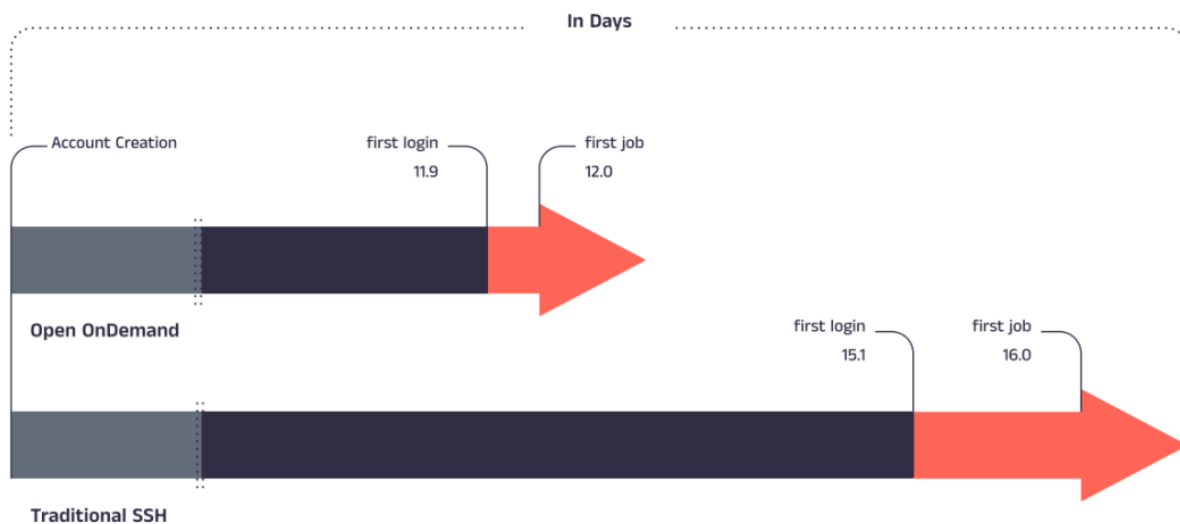 In Days
Account Creation
first login
11.9
first job
12.0
Open OnDemand
first login
15.1
first job
16.0
Traditional SSH